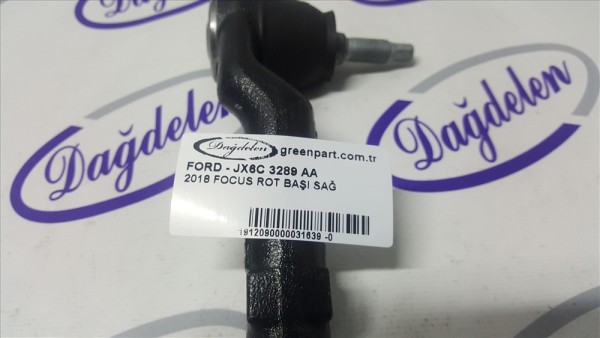 Dağdelen
Dağdelen
Dağdelen greenpart.com.tr
FORD - JX6C 3289 AA
2018 FOCUS ROT BAŞI SAĞ
1912090000031639 -0